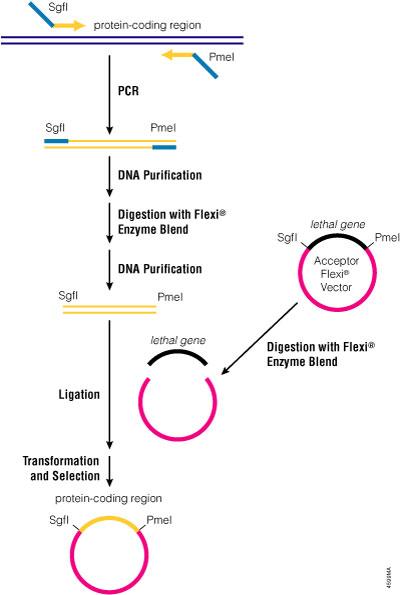 SgfI
protein-coding region
PmeI
PCR
SgfI
PmeI
DNA Purification
Digestion with Flexi®
Enzyme Blend
DNA Purification
SgfI
PmeI
lethal gene
SgfI
PmeI
Acceptor
Flexi®
Vector
Digestion with Flexi®
Enzyme Blend
lethal gene
Ligation
Transformation
and Selection
protein-coding region
SgfI
PmeI
4599MA